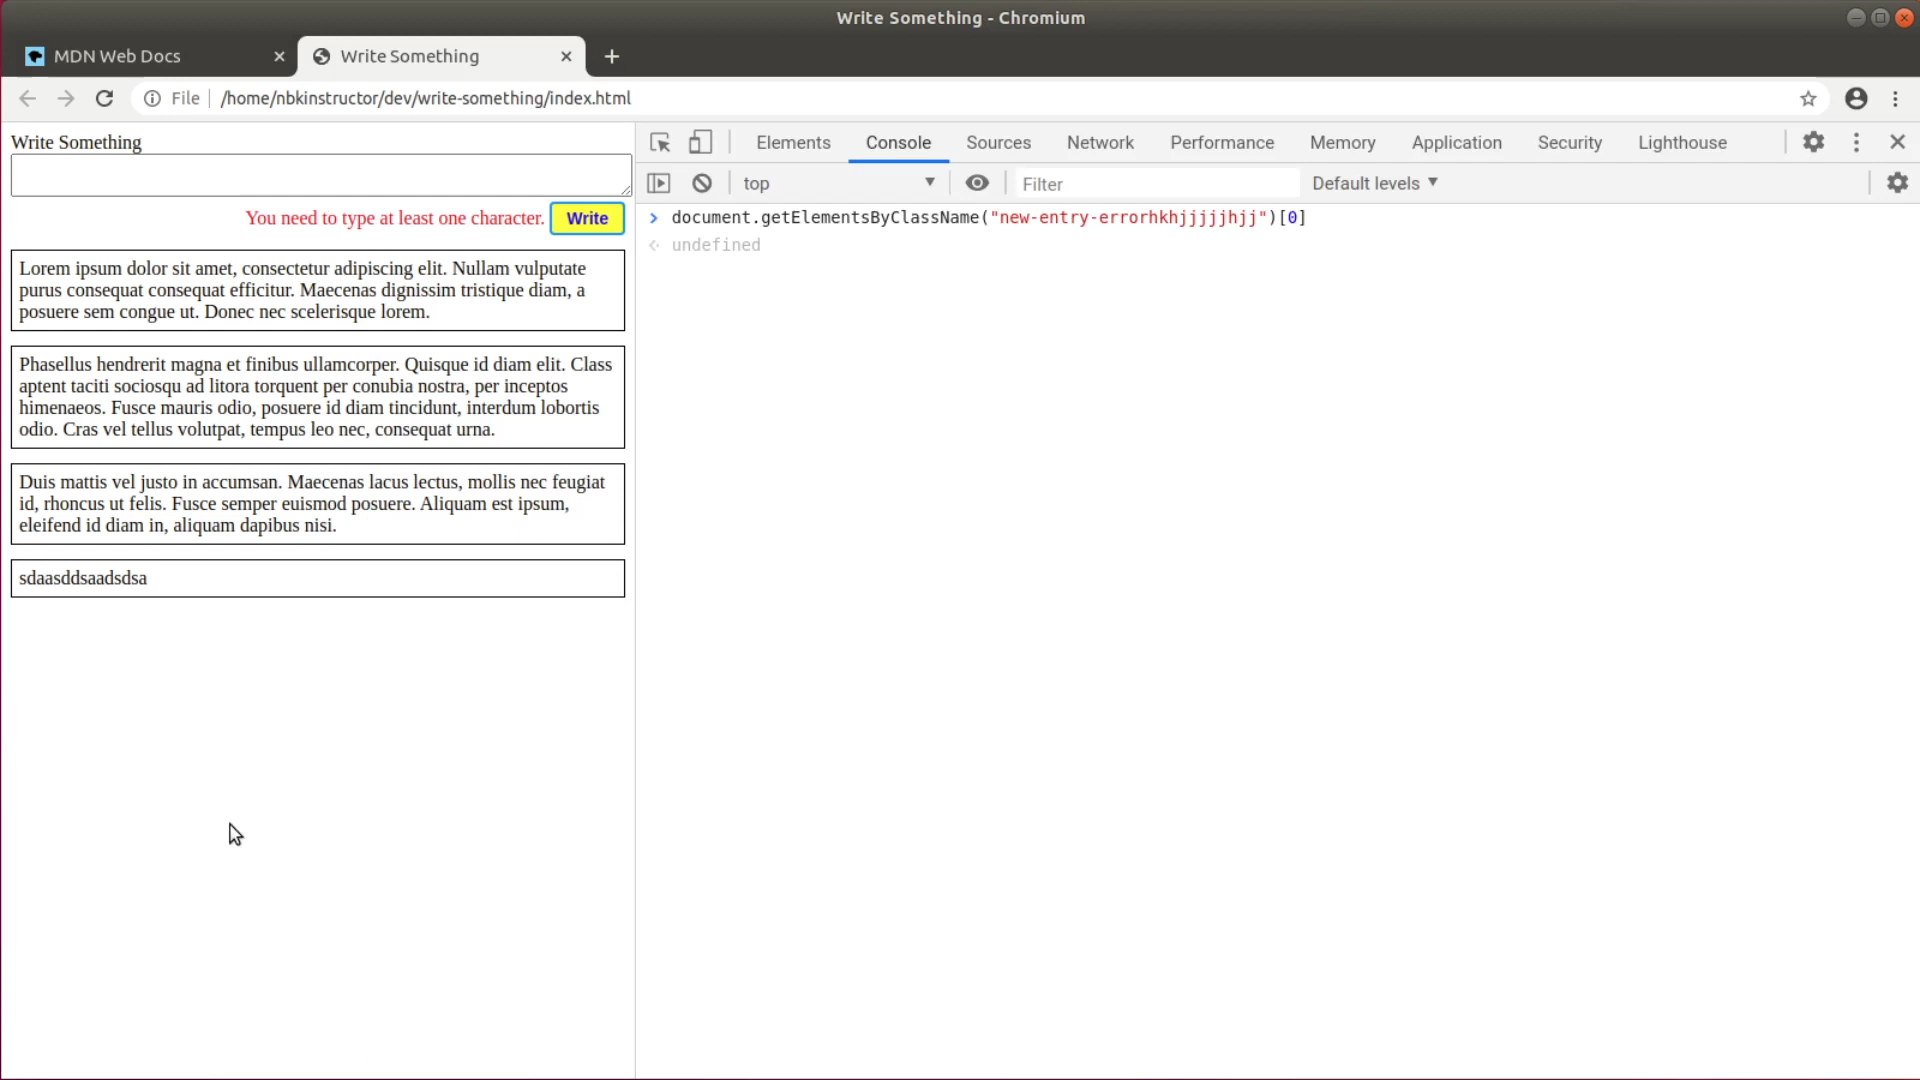 Write Something - Chromium
MDN Web Docs
Write Something
File
/home/nbkinstructor/dev/write-something/index.html
Write Something
You need to type at least one character. Write
Lorem ipsum dolor sit amet, consectetur adipiscing elit. Nullam vulputate
purus consequat consequat efficitur. Maecenas dignissim tristique diam, a
posuere sem congue ut. Donec nec scelerisque lorem.
Phasellus hendrerit magna et finibus ullamcorper. Quisque id diam elit. Class
aptent taciti sociosqu ad litora torquent per conubia nostra, per inceptos
himenaeos. Fusce mauris odio, posuere id diam tincidunt, interdum lobortis
odio. Cras vel tellus volutpat, tempus leo nec, consequat urna.
Duis mattis vel justo in accumsan. Maecenas lacus lectus, mollis nec feugiat
id, rhoncus ut felis. Fusce semper euismod posuere. Aliquam est ipsum,
eleifend id diam in, aliquam dapibus nisi.
sdaasddsaadsdsa
Elements Console Sources Network Performance Memory Application Security Lighthouse
top Filter Default levels
document.getElementsByClassName("new-entry-errorhkhjjjjjhjj")[0]
undefined